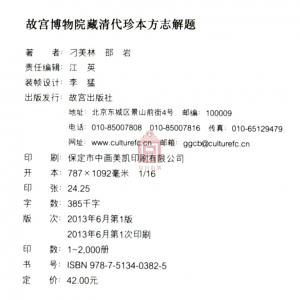 故宫博物院藏清代珍本方志解题
著 者：刁美林 邵 岩
责任编辑：江 英
装帧设计：李 猛
出版发行：故宫出版社
地址：北京东城区景山前街4号 邮编：100009
电话：010-85007808 010-85007816 传真：010-65129479
网址：www.culturefc.cn 邮箱：ggcb@culturefc.cn
印 刷：保定市中画美凯印刷有限公司
开 本：787×1092毫米 1/16
印 张：24.25
字 数：385千字
版 次：2013年6月第1版
2013年6月第1次印刷
印 数：1~2,000册
书 号：ISBN 978-7-5134-0382-5
定 价：42.00元